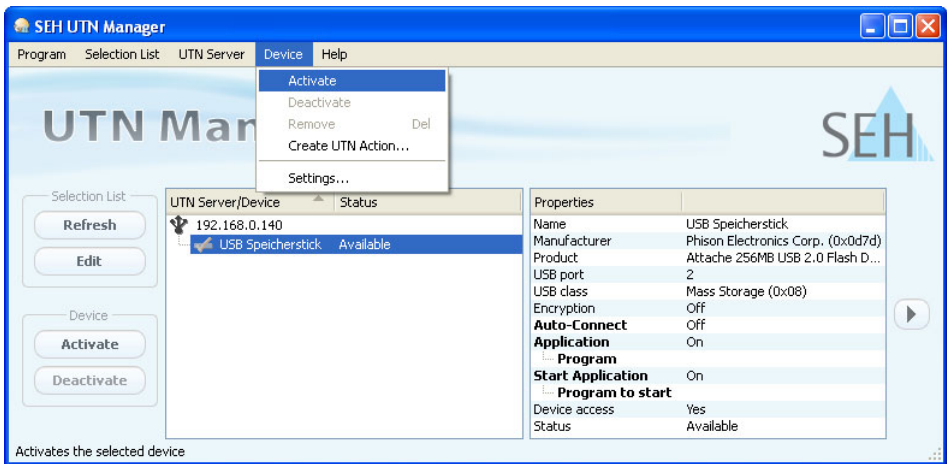 SEH UTN Manager
Program Selection List UTN Server Device Help
Activate
Deactivate
Remove Del
Create UTN Action...
Settings...
UTN Man
SEH
Selection List
Refresh
Edit
Device
Activate
Deactivate
UTN Server/Device Status
192.168.0.140
USB Speicherstick Available
Properties
Name USB Speicherstick
Manufacturer Phison Electronics Corp. (0x0d7d)
Product Attache 256MB USB 2.0 Flash D...
USB port 2
USB class Mass Storage (0x08)
Encryption Off
Auto-Connect Off
Application On
Program
Start Application On
Program to start
Device access Yes
Status Available
Activates the selected device